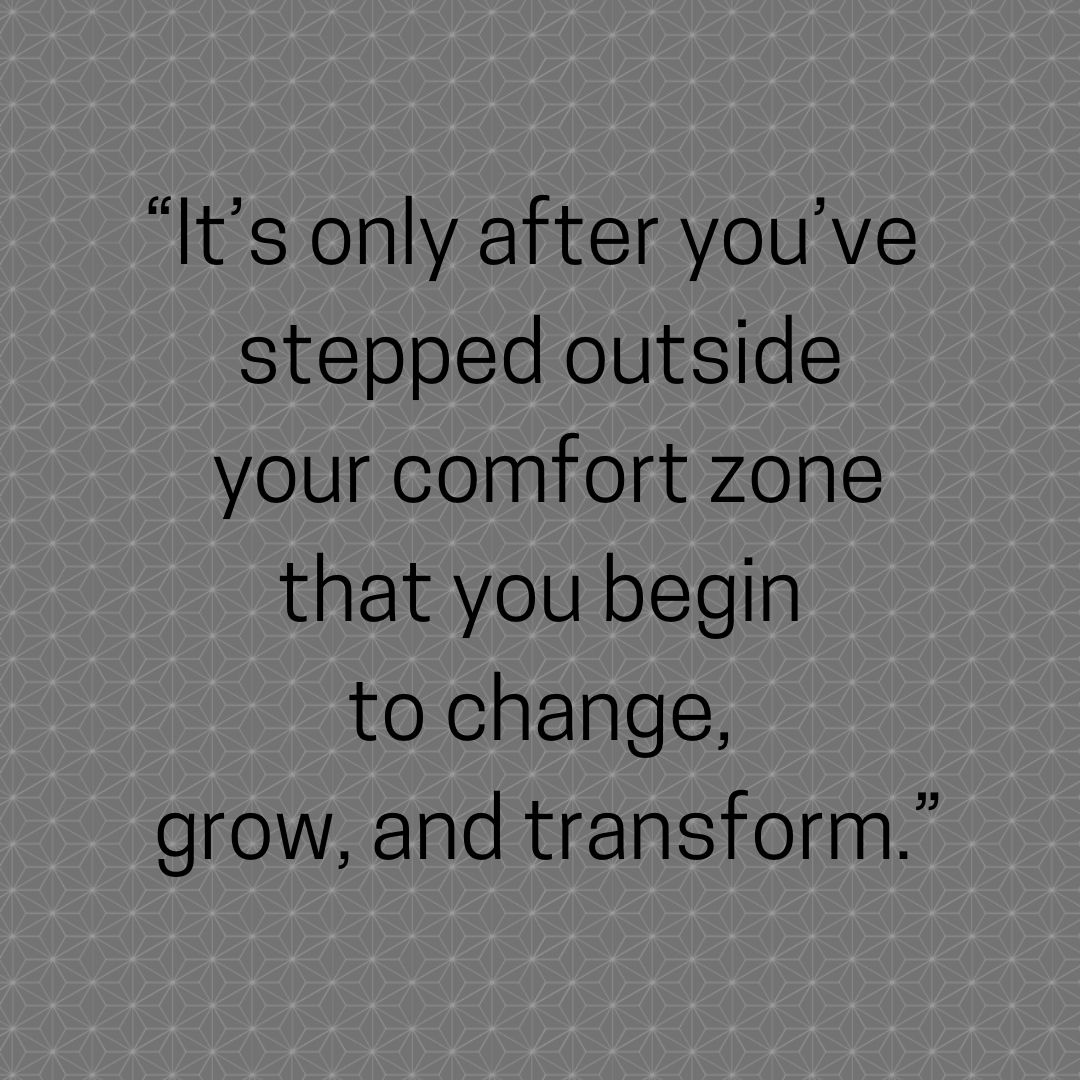 “It’s only after you’ve
stepped outside
your comfort zone
that you begin
to change,
grow, and transform.”